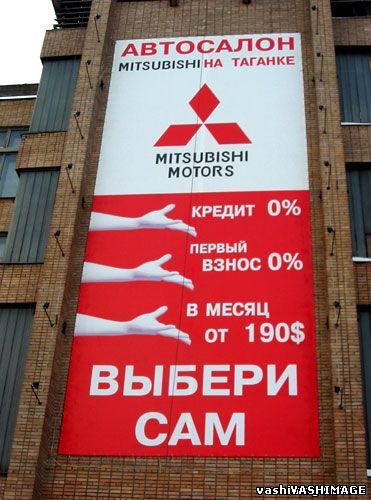 АВТОСАЛОН
MITSUBISHI НА ТАГАНКЕ
MITSUBISHI
MOTORS
КРЕДИТ 0%
ПЕРВЫЙ
ВЗНОС 0%
В МЕСЯЦ
ОТ 190$
ВЫБЕРИ
САМ
vashiVASHIMAGE